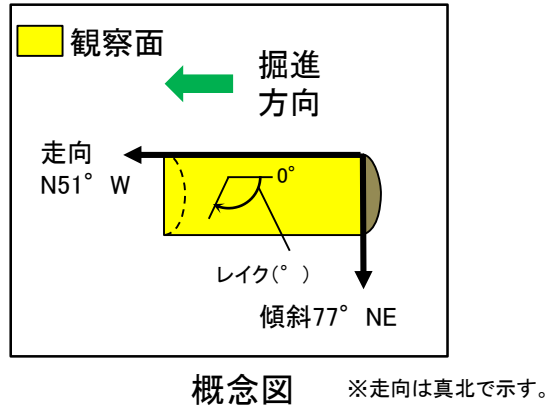 観察面
掘進
方向
走向
N51° W
0°
レイク(° )
傾斜77° NE
概念図
※走向は真北で示す。